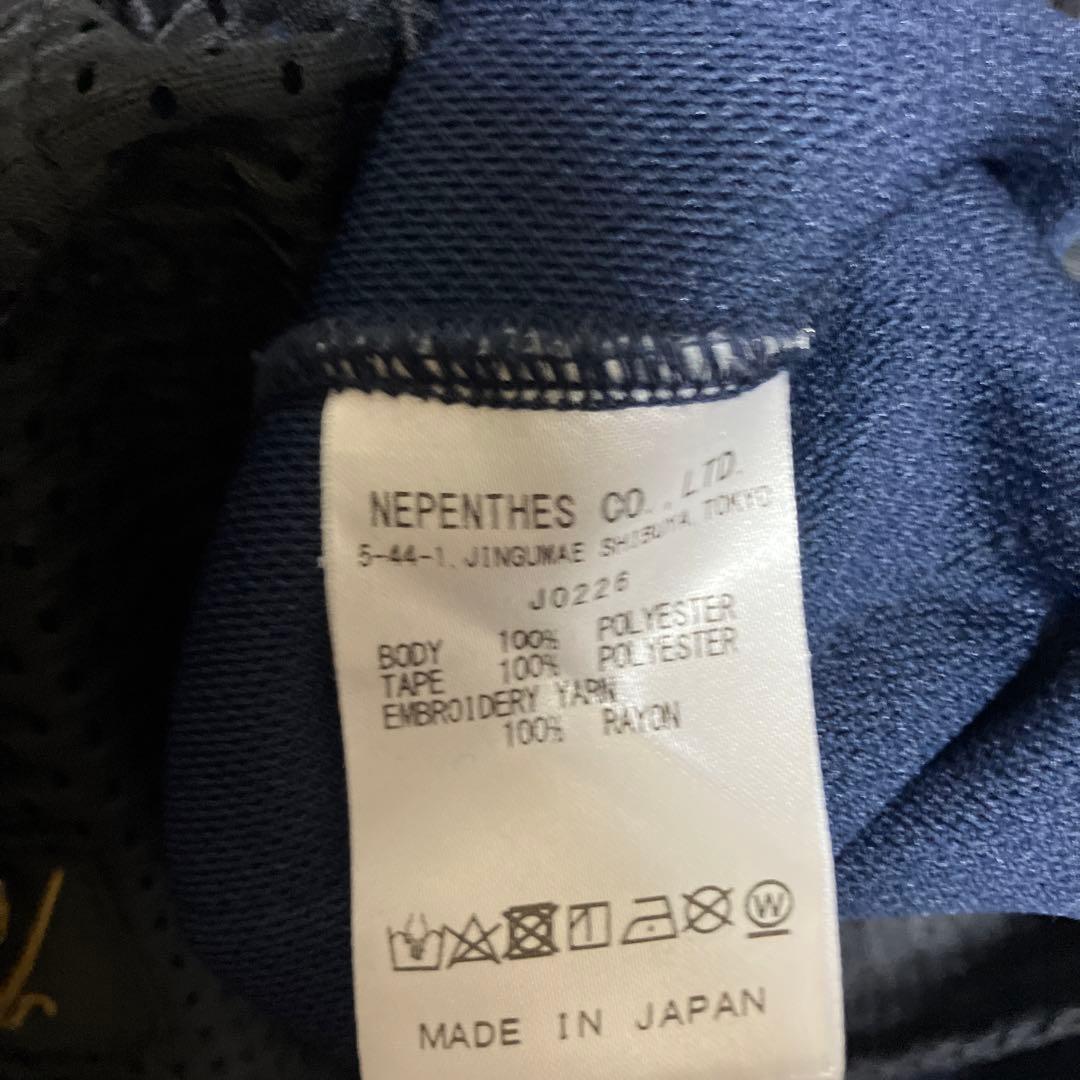 NEPENTHES CO., LTD.
5-44-1, JINGUMAE SHIBUYA, TOKYO
J0226
BODY 100% POLYESTER
TAPE 100% POLYESTER
EMBROIDERY YARN
100% RAYON
W
MADE IN JAPAN